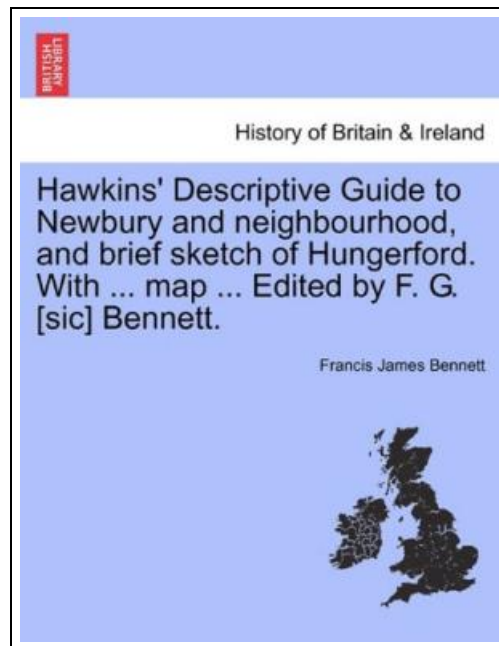 BRITISH
LIBRARY
History of Britain & Ireland
Hawkins' Descriptive Guide to
Newbury and neighbourhood,
and brief sketch of Hungerford.
With ... map ... Edited by F. G.
[sic] Bennett.
Francis James Bennett